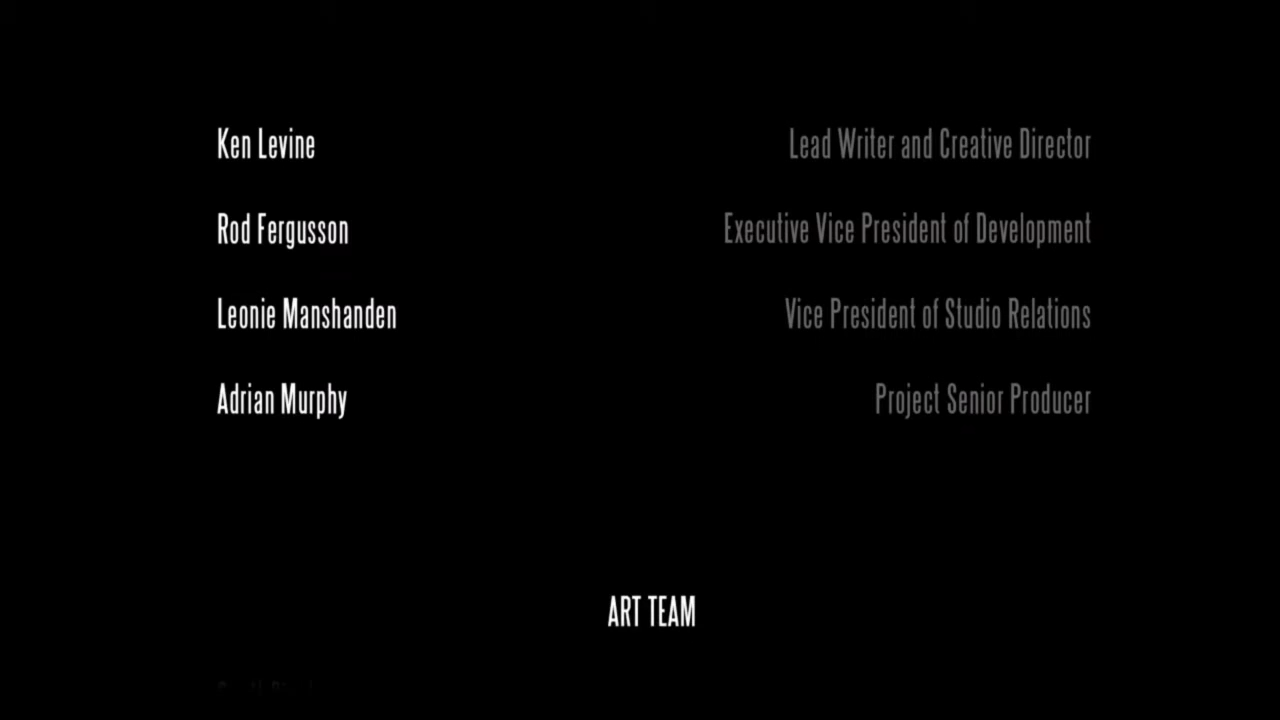 Ken Levine Lead Writer and Creative Director
Rod Fergusson Executive Vice President of Development
Leonie Manshanden Vice President of Studio Relations
Adrian Murphy Project Senior Producer
ART TEAM